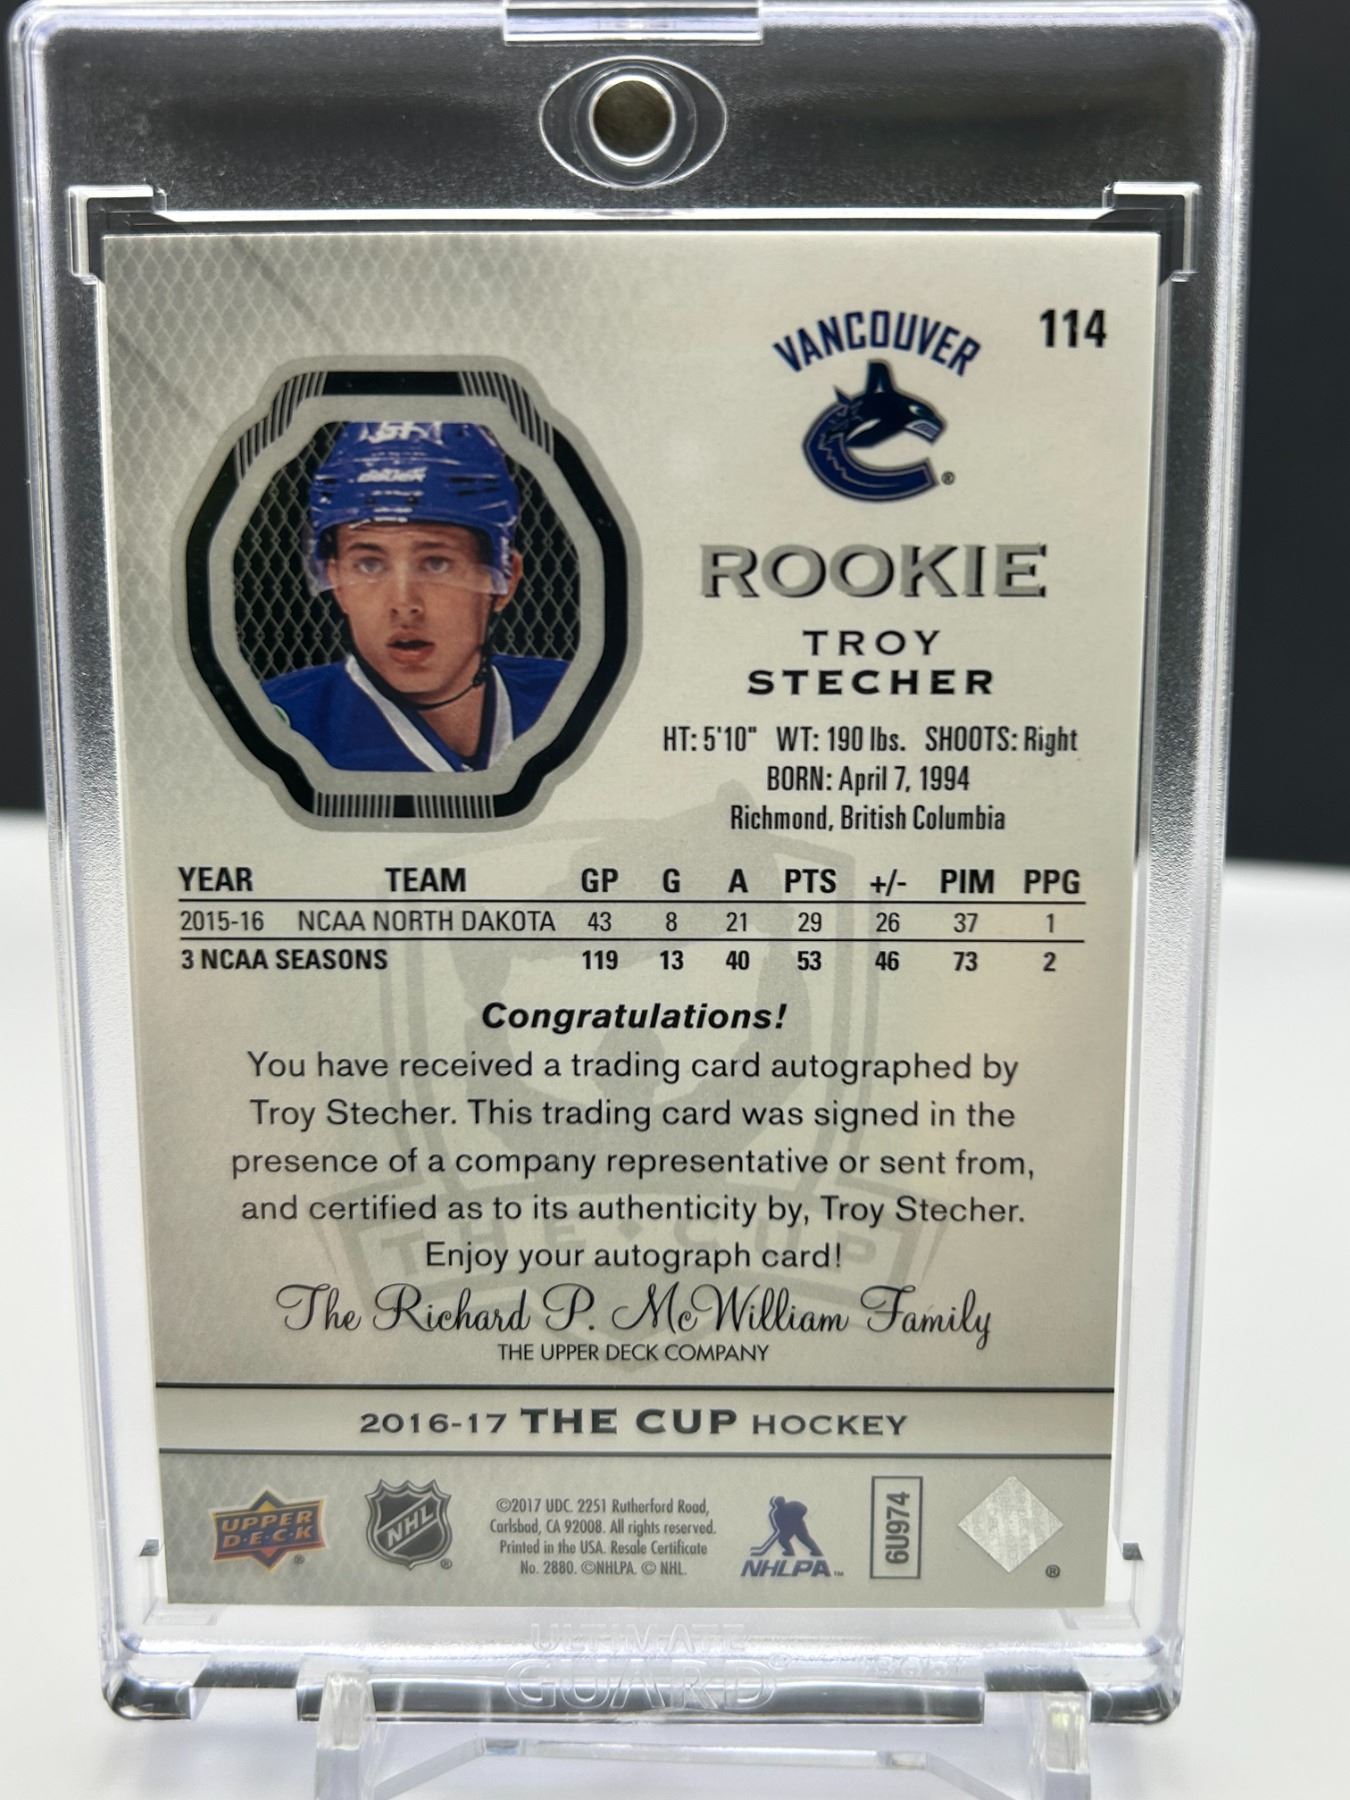 114
VANCOUVER
®
BAUER
ROOKIE
TROY
STECHER
HT: 5'10" WT: 190 lbs. SHOOTS: Right
BORN: April 7, 1994
Richmond, British Columbia
YEAR TEAM GP G A PTS +/- PIM PPG
2015-16 NCAA NORTH DAKOTA 43 8 21 29 26 37 1
3 NCAA SEASONS 119 13 40 53 46 73 2
Congratulations!
You have received a trading card autographed by
Troy Stecher. This trading card was signed in the
presence of a company representative or sent from,
and certified as to its authenticity by, Troy Stecher.
Enjoy your autograph card!
THE CUP
The Richard P. McWilliam Family
THE UPPER DECK COMPANY
2016-17 THE CUP HOCKEY
UPPER
D·E·C·K
®
NHL
®
©2017 UDC. 2251 Rutherford Road,
Carlsbad, CA 92008. All rights reserved.
Printed in the USA. Resale Certificate
No. 2880. ©NHLPA. © NHL.
NHLPA™
6U974
®
ULTIMATE
GUARD